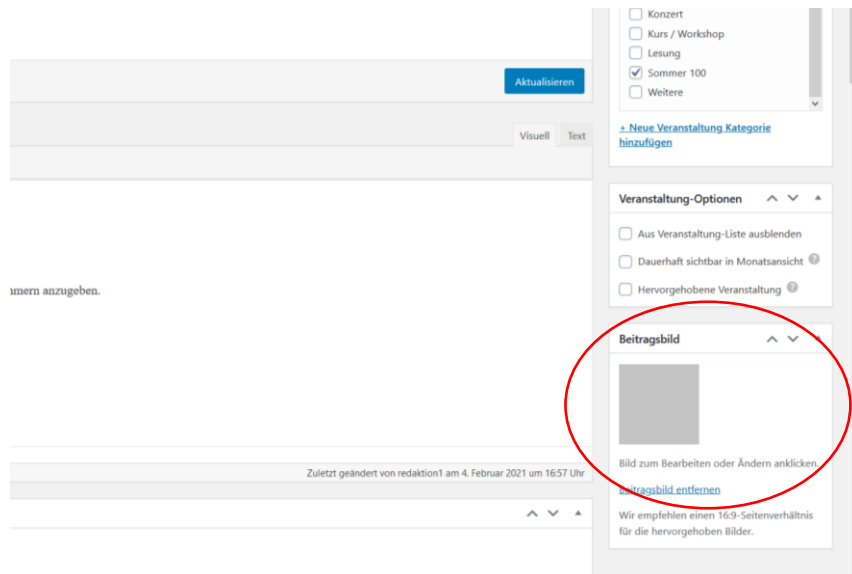 Konzert
Kurs / Workshop
Lesung
Sommer 100
Weitere
+ Neue Veranstaltung Kategorie
hinzufügen
Aktualisieren
Visuell Text
Veranstaltung-Optionen
Aus Veranstaltung-Liste ausblenden
Dauerhaft sichtbar in Monatsansicht ?
Hervorgehobene Veranstaltung ?
anzugeben.
Beitragsbild
Bild zum Bearbeiten oder Ändern anklicken.
Beitragsbild entfernen
Wir empfehlen einen 16:9-Seitenverhältnis
für die hervorgehoben Bilder.
Zuletzt geändert von redaktion1 am 4. Februar 2021 um 16:57 Uhr